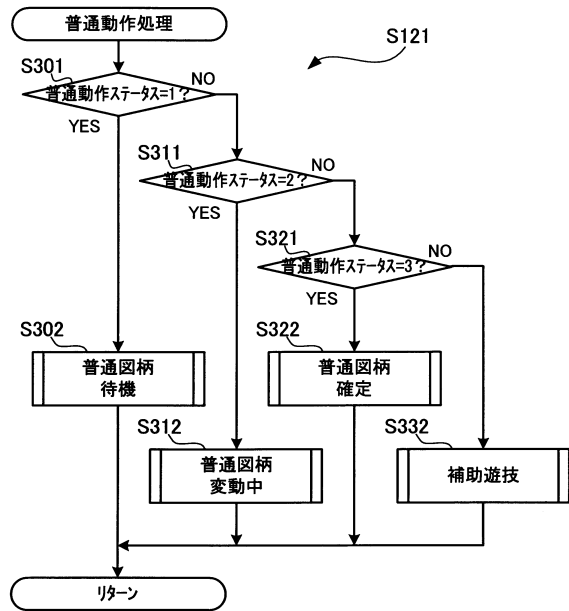 普通動作処理
S121
S301
NO
普通動作ステータス=1?
YES
S311
NO
普通動作ステータス=2?
YES
S321
NO
普通動作ステータス=3?
YES
S302
普通図柄
待機
S322
普通図柄
確定
S312
普通図柄
変動中
S332
補助遊技
リターン